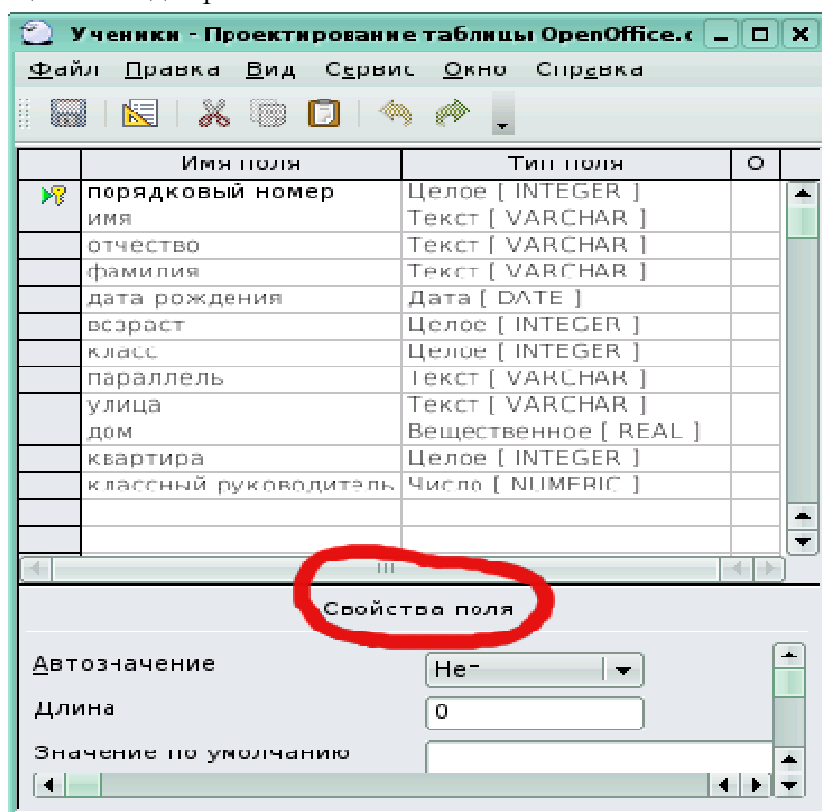 Ученики - Проектирование таблицы OpenOffice.c
Файл Правка Вид Сервис Окно Справка
Имя поля Тип поля О
порядковый номер Целое [ INTEGER ]
имя Текст [ VARCHAR ]
отчество Текст [ VARCHAR ]
фамилия Текст [ VARCHAR ]
дата рождения Дата [ DATE ]
возраст Целое [ INTEGER ]
класс Целое [ INTEGER ]
параллель Текст [ VARCHAR ]
улица Текст [ VARCHAR ]
дом Вещественное [ REAL ]
квартира Целое [ INTEGER ]
классный руководитель Число [ NUMERIC ]
Свойства поля
Автозначение Нет
Длина 0
Значение по умолчанию